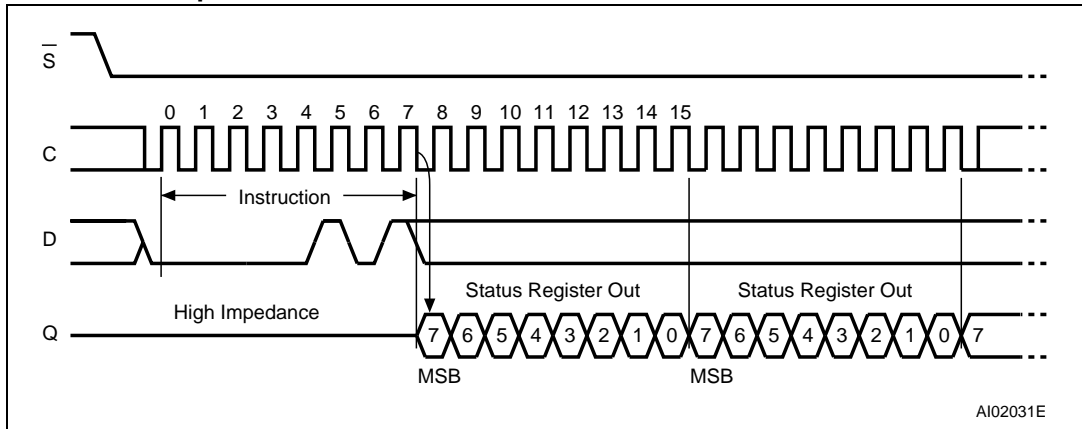 S
0 1 2 3 4 5 6 7 8 9 10 11 12 13 14 15
C
Instruction
D
Status Register Out Status Register Out
High Impedance
Q 7 6 5 4 3 2 1 0 7 6 5 4 3 2 1 0 7
MSB MSB
AI02031E